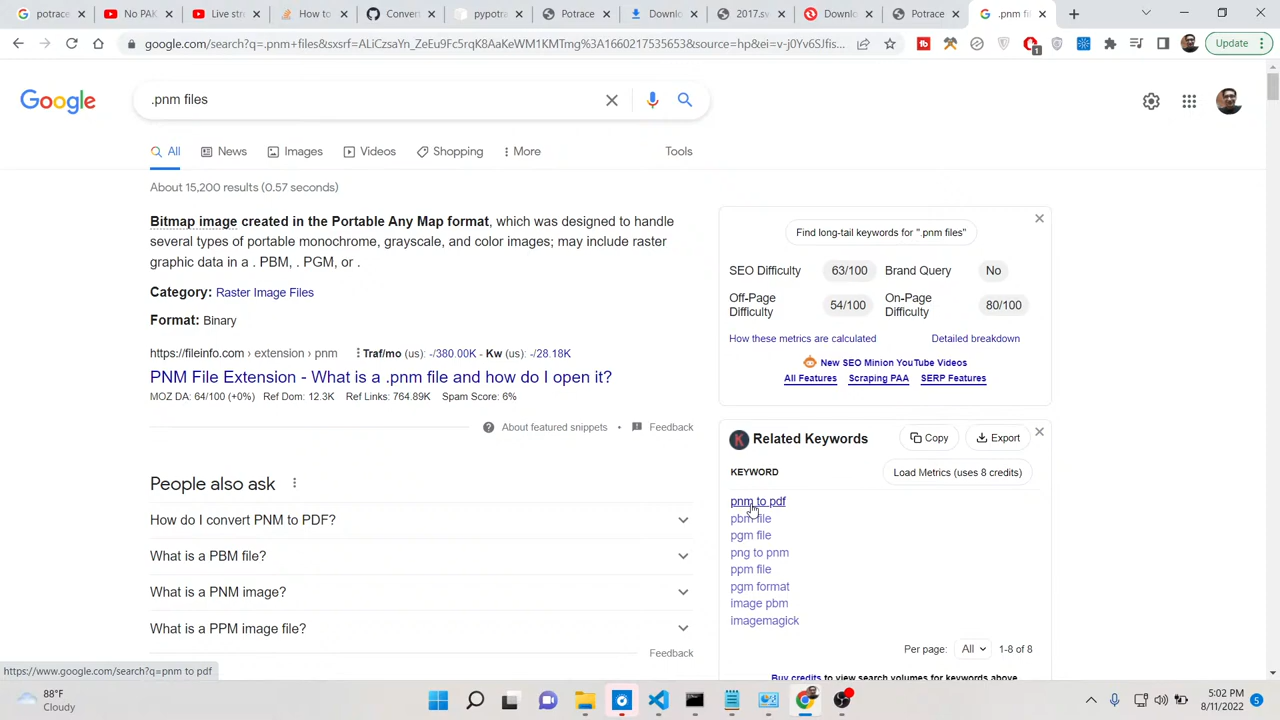 potrace
No PAK
Live stre
How to
Convert
pypotra
Potrace
Downlo
2017.sv
Downlo
Potrace
.pnm fil
google.com/search?q=.pnm+files&sxsrf=ALiCzsaYn_ZeEu9Fc5rqbVAaKeWM1KMTng%3A1660217535653&source=hp&ei=v-j0Yv6SJfis...
1
Update
Google
.pnm files
All
News
Images
Videos
Shopping
More
Tools
About 15,200 results (0.57 seconds)
Bitmap image created in the Portable Any Map format, which was designed to handle
several types of portable monochrome, grayscale, and color images; may include raster
graphic data in a . PBM, . PGM, or .
Category: Raster Image Files
Format: Binary
https://fileinfo.com › extension › pnm
Traf/mo (us): -/380.00K - Kw (us): -/28.18K
PNM File Extension - What is a .pnm file and how do I open it?
MOZ DA: 64/100 (+0%) Ref Dom: 12.3K Ref Links: 764.89K Spam Score: 6%
About featured snippets • Feedback
People also ask
How do I convert PNM to PDF?
What is a PBM file?
What is a PNM image?
What is a PPM image file?
Feedback
Find long-tail keywords for ".pnm files"
SEO Difficulty 63/100 Brand Query No
Off-Page Difficulty 54/100 On-Page Difficulty 80/100
How these metrics are calculated Detailed breakdown
New SEO Minion YouTube Videos
All Features Scraping PAA SERP Features
Related Keywords Copy Export
KEYWORD Load Metrics (uses 8 credits)
pnm to pdf
pbm file
pgm file
png to pnm
ppm file
pgm format
image pbm
imagemagick
Per page: All 1-8 of 8
Buy credits to view search volumes for keywords above
https://www.google.com/search?q=pnm to pdf
88°F
Cloudy
5:02 PM
8/11/2022
5